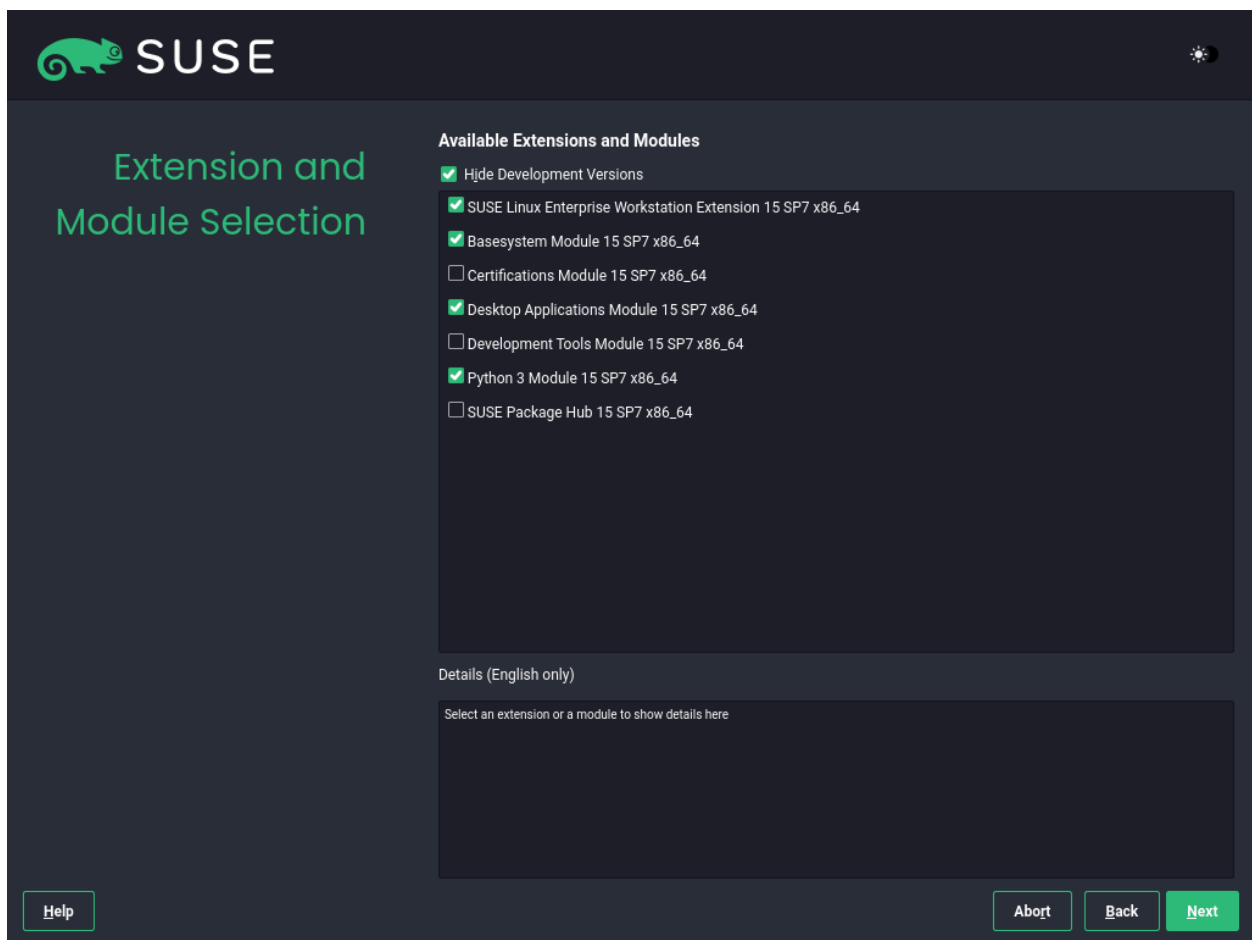 SUSE
Extension and
Module Selection
Available Extensions and Modules
Hide Development Versions
SUSE Linux Enterprise Workstation Extension 15 SP7 x86_64
Basesystem Module 15 SP7 x86_64
Certifications Module 15 SP7 x86_64
Desktop Applications Module 15 SP7 x86_64
Development Tools Module 15 SP7 x86_64
Python 3 Module 15 SP7 x86_64
SUSE Package Hub 15 SP7 x86_64
Details (English only)
Select an extension or a module to show details here
Help
Abort
Back
Next